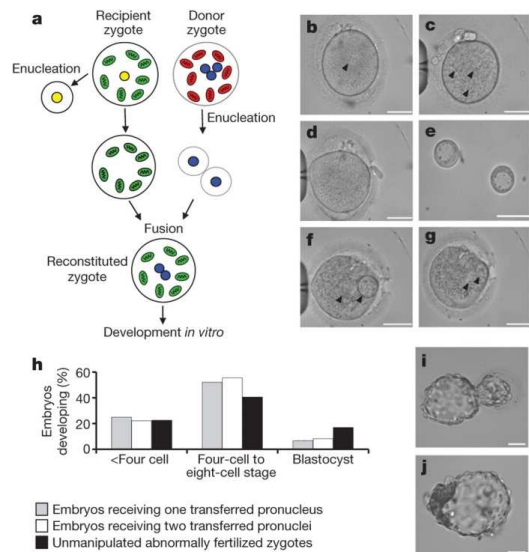 a
Recipient
zygote
Donor
zygote
Enucleation
Enucleation
Fusion
Reconstituted
zygote
Development in vitro
b
c
d
e
f
g
h
Embryos
developing (%)
60
40
20
0
<Four cell
Four-cell to
eight-cell stage
Blastocyst
Embryos receiving one transferred pronucleus
Embryos receiving two transferred pronuclei
Unmanipulated abnormally fertilized zygotes
i
j